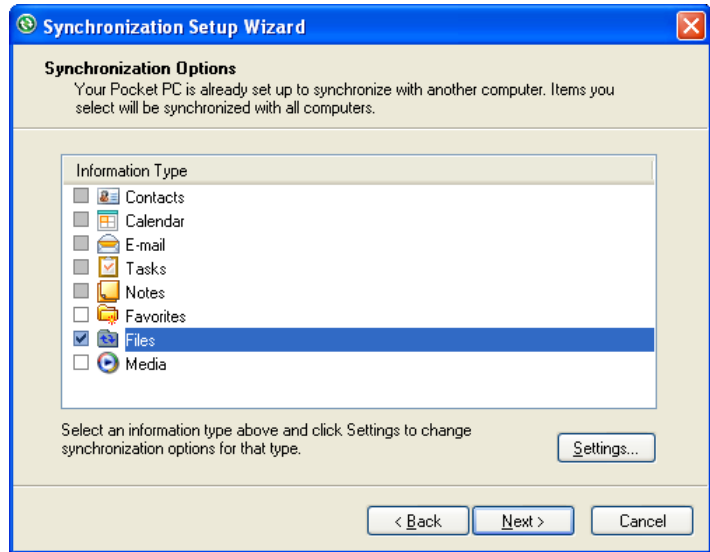 Synchronization Setup Wizard
Synchronization Options
Your Pocket PC is already set up to synchronize with another computer. Items you
select will be synchronized with all computers.
Information Type
Contacts
Calendar
E-mail
Tasks
Notes
Favorites
Files
Media
Select an information type above and click Settings to change
synchronization options for that type.
Settings...
< Back
Next >
Cancel